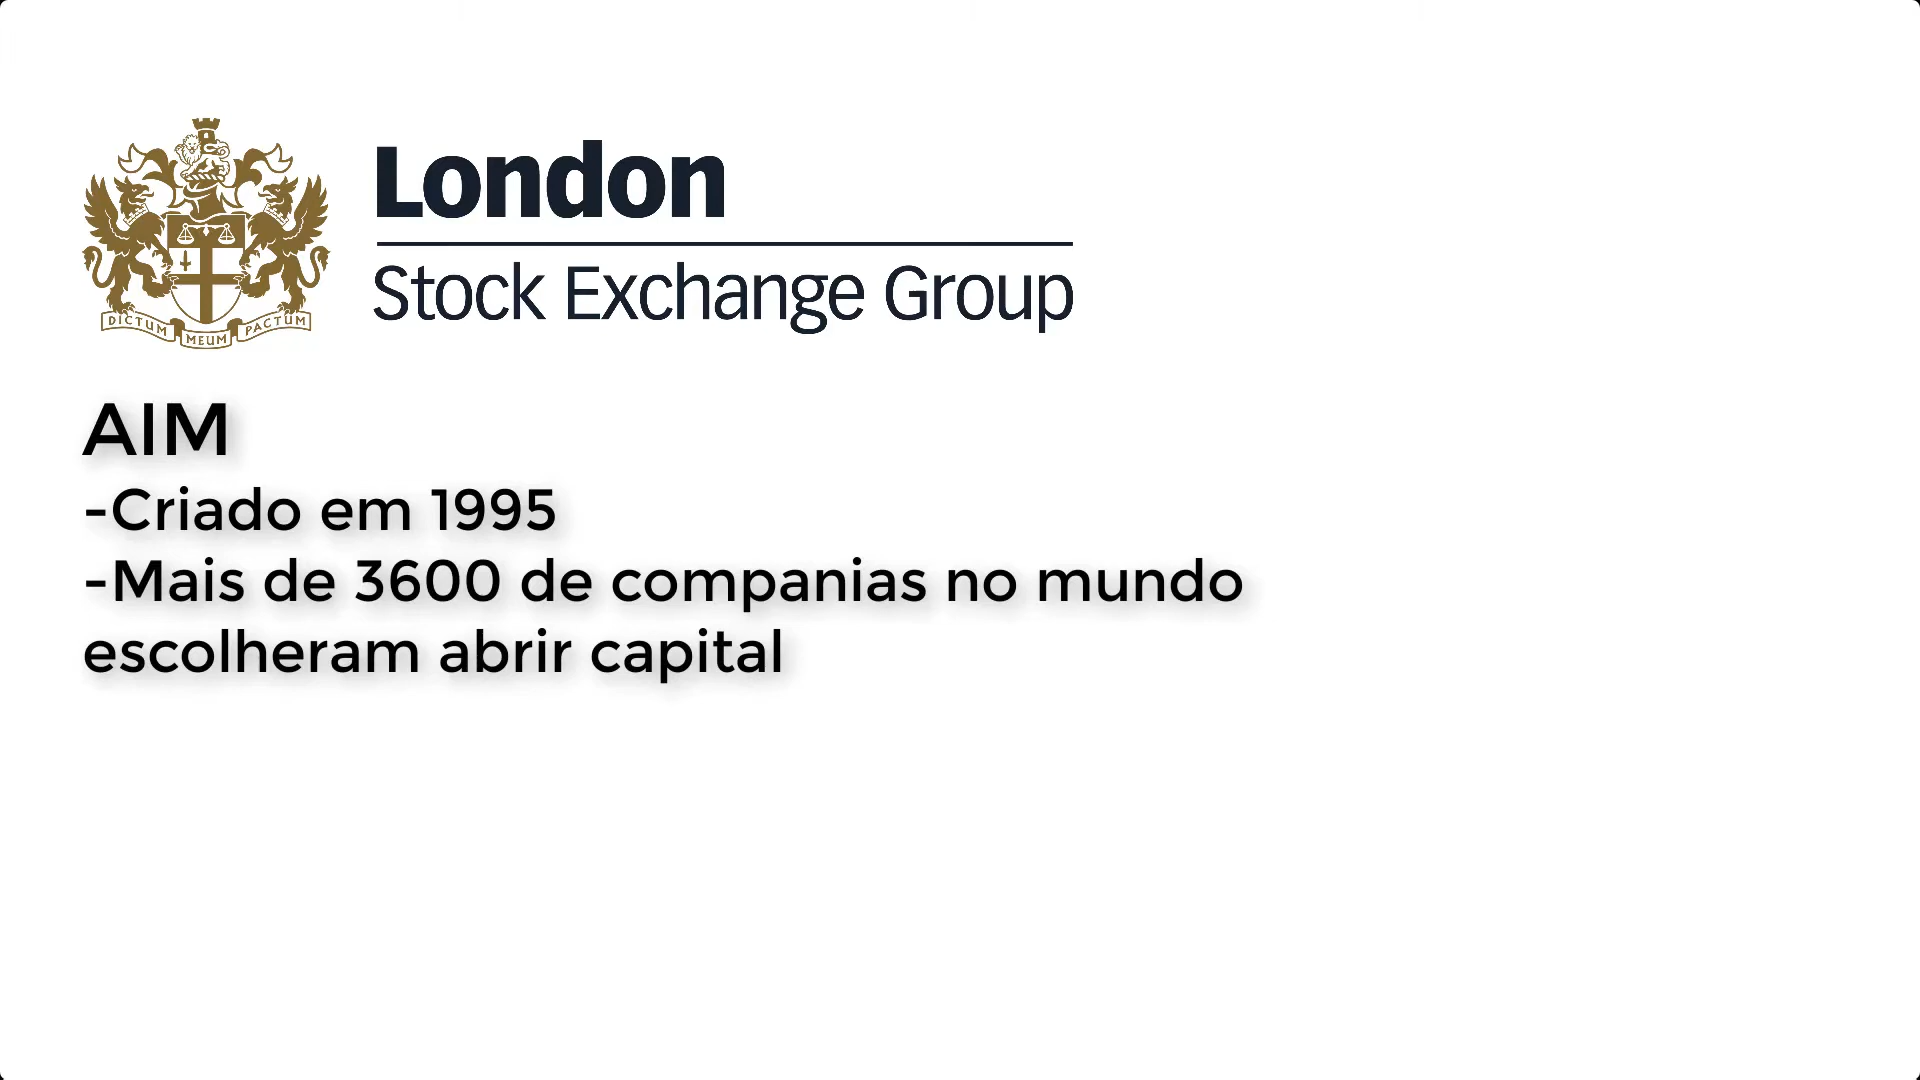 London
Stock Exchange Group
DICTUM MEUM PACTUM
AIM
-Criado em 1995
-Mais de 3600 de companias no mundo
escolheram abrir capital